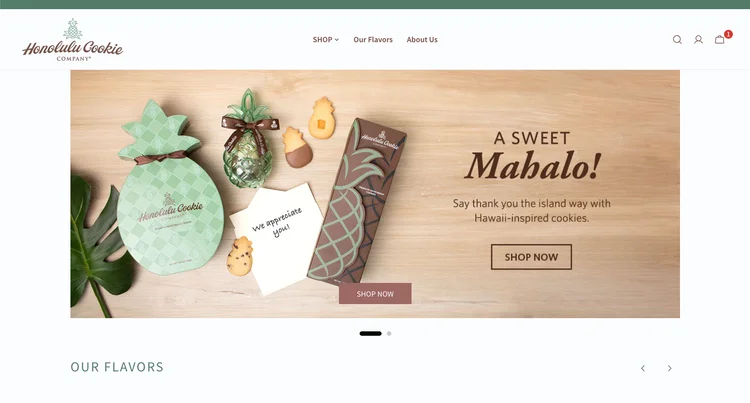 Honolulu Cookie
COMPANY®
SHOP
Our Flavors
About Us
1
Honolulu Cookie
We appreciate
you!
Honolulu Cookie
A SWEET
Mahalo!
Say thank you the island way with
Hawaii-inspired cookies.
SHOP NOW
SHOP NOW
OUR FLAVORS